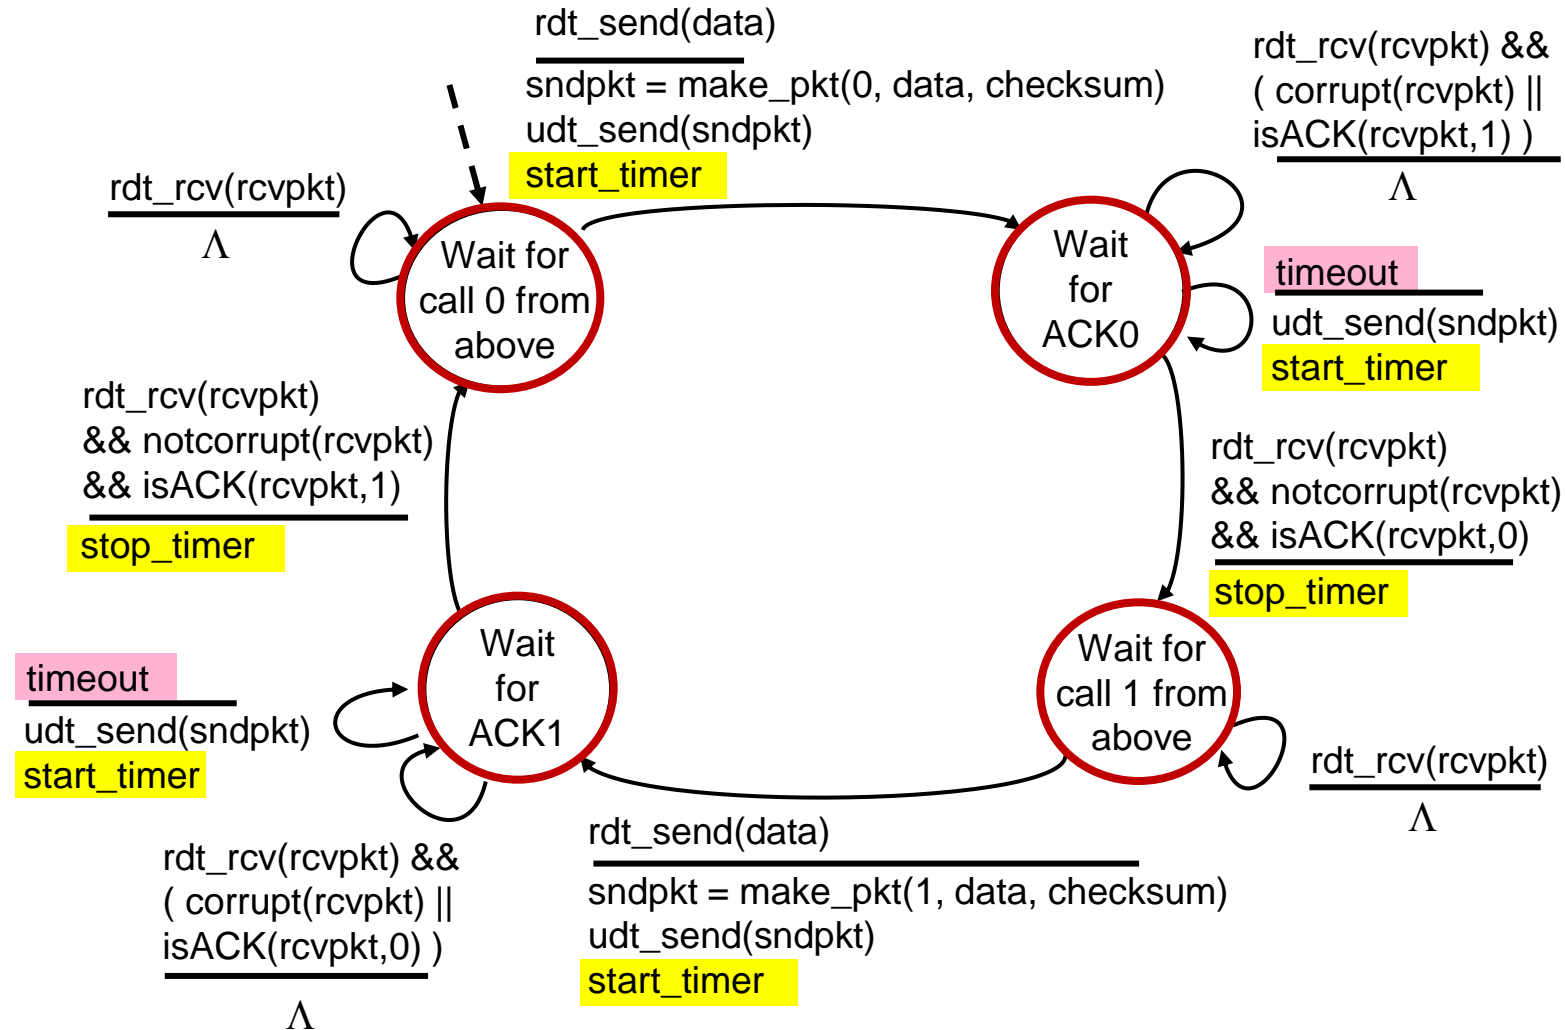 rdt_send(data)
sndpkt = make_pkt(0, data, checksum)
udt_send(sndpkt)
start_timer
rdt_rcv(rcvpkt) &&
( corrupt(rcvpkt) ||
isACK(rcvpkt,1) )
Λ
rdt_rcv(rcvpkt)
Λ
Wait for
call 0 from
above
Wait
for
ACK0
timeout
udt_send(sndpkt)
start_timer
rdt_rcv(rcvpkt)
&& notcorrupt(rcvpkt)
&& isACK(rcvpkt,1)
stop_timer
rdt_rcv(rcvpkt)
&& notcorrupt(rcvpkt)
&& isACK(rcvpkt,0)
stop_timer
Wait
for
ACK1
Wait for
call 1 from
above
timeout
udt_send(sndpkt)
start_timer
rdt_rcv(rcvpkt)
Λ
rdt_rcv(rcvpkt) &&
( corrupt(rcvpkt) ||
isACK(rcvpkt,0) )
Λ
rdt_send(data)
sndpkt = make_pkt(1, data, checksum)
udt_send(sndpkt)
start_timer